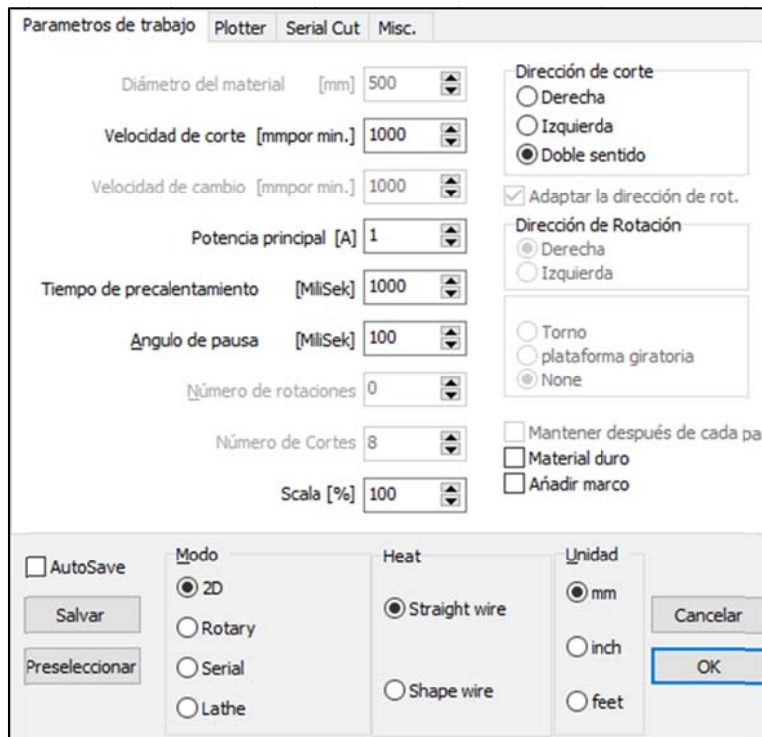 Parametros de trabajo Plotter Serial Cut Misc.
Diámetro del material [mm] 500
Velocidad de corte [mmpor min.] 1000
Velocidad de cambio [mmpor min.] 1000
Potencia principal [A] 1
Tiempo de precalentamiento [MiliSek] 1000
Angulo de pausa [MiliSek] 100
Número de rotaciones 0
Número de Cortes 8
Scala [%] 100
Dirección de corte
Derecha
Izquierda
Doble sentido
Adaptar la dirección de rot.
Dirección de Rotación
Derecha
Izquierda
Torno
plataforma giratoria
None
Mantener después de cada pa
Material duro
Añadir marco
AutoSave
Salvar
Preseleccionar
Modo
2D
Rotary
Serial
Lathe
Heat
Straight wire
Shape wire
Unidad
mm
inch
feet
Cancelar
OK